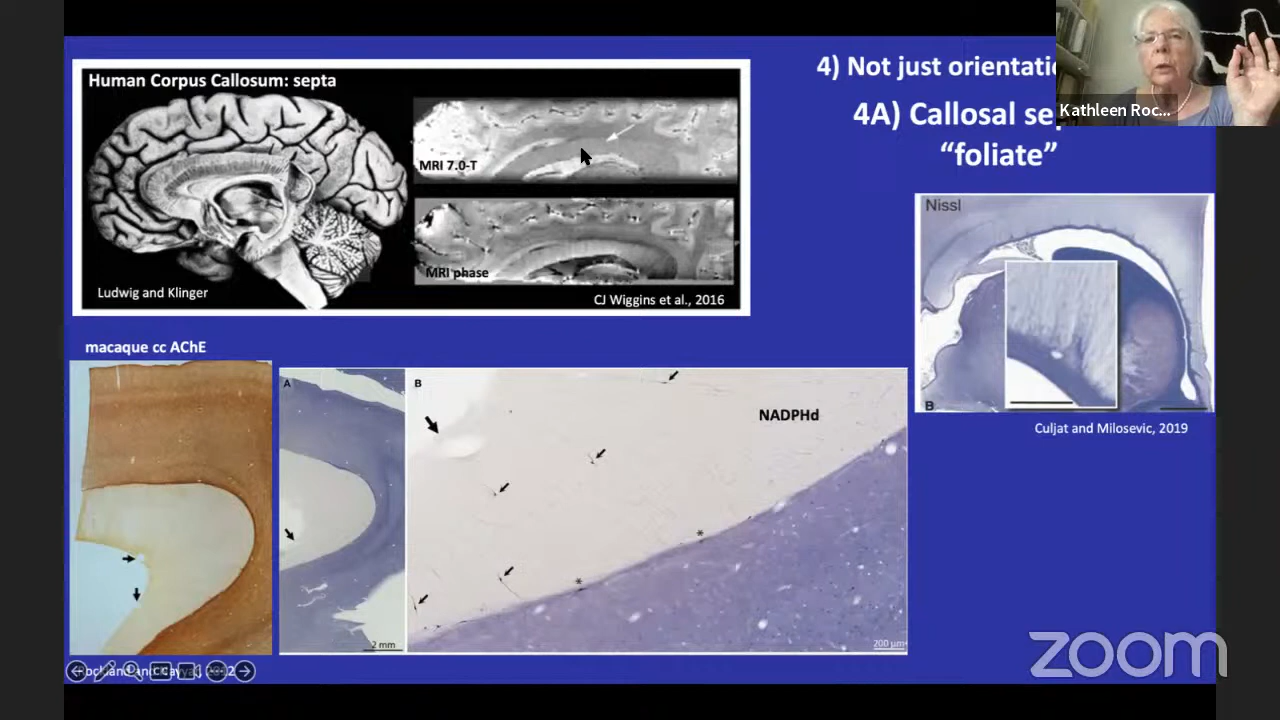 Human Corpus Callosum: septa
MRI 7.0-T
MRI phase
Ludwig and Klinger
CJ Wiggins et al., 2016
4) Not just
4A) Callosal
“foliate”
Kathleen Roc...
Nissl
B
Culjat and Milosevic, 2019
macaque cc AChE
A
2 mm
B
NADPHd
*
*
200 µm
zoom